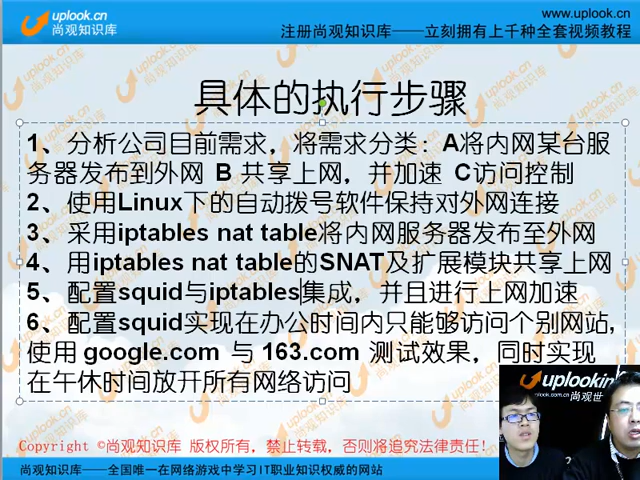 uplook.cn
尚观知识库
www.uplook.cn
注册尚观知识库——立刻拥有上千种全套视频教程
具体的执行步骤
1、分析公司目前需求，将需求分类：A将内网某台服
务器发布到外网 B 共享上网，并加速 C访问控制
2、使用Linux下的自动拨号软件保持对外网连接
3、采用iptables nat table将内网服务器发布至外网
4、用iptables nat table的SNAT及扩展模块共享上网
5、配置squid与iptables集成，并且进行上网加速
6、配置squid实现在办公时间内只能够访问个别网站，
使用 google.com 与 163.com 测试效果，同时实现
在午休时间放开所有网络访问
Copyright ©尚观知识库 版权所有，禁止转载，否则将追究法律责任！
尚观知识库——全国唯一在网络游戏中学习IT职业知识权威的网站
uplookin
尚观世